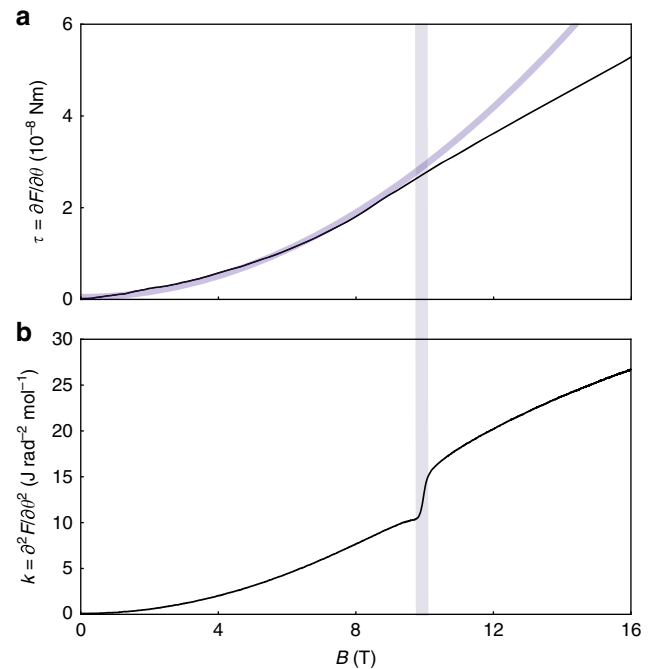 a
6
4
2
0
τ = ∂F/∂θ (10⁻⁸ Nm)
b
30
25
20
15
10
5
0
k = ∂²F/∂θ² (J rad⁻² mol⁻¹)
0 4 8 12 16
B (T)